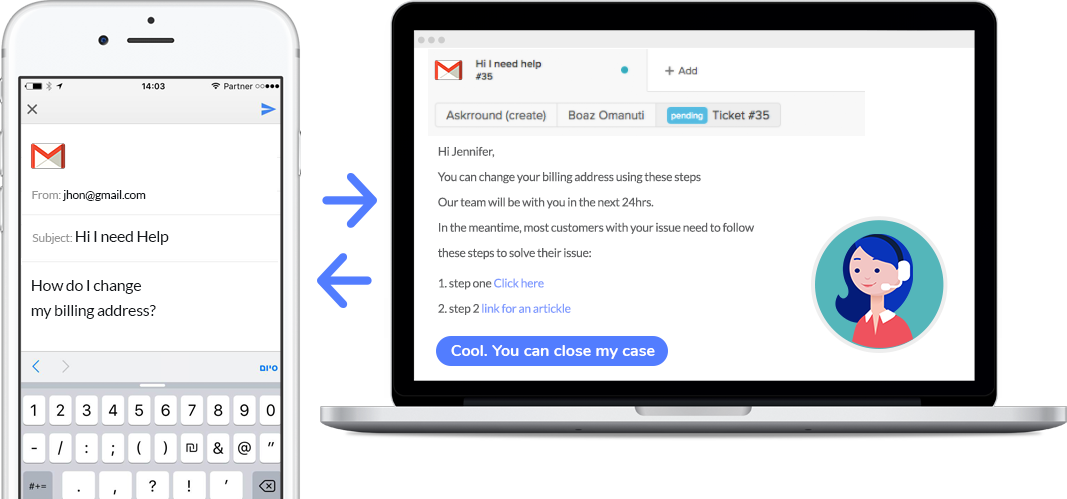 14:03
Partner
From: jhon@gmail.com
Subject: Hi I need Help
How do I change
my billing address?
סיום
1 2 3 4 5 6 7 8 9 0
- / : ; ( ) ₪ & @ "
#+= . , ? ! ′
Hi I need help
#35
+ Add
Askrround (create) Boaz Omanuti pending Ticket #35
Hi Jennifer,
You can change your billing address using these steps
Our team will be with you in the next 24hrs.
In the meantime, most customers with your issue need to follow
these steps to solve their issue:
1. step one Click here
2. step 2 link for an artickle
Cool. You can close my case